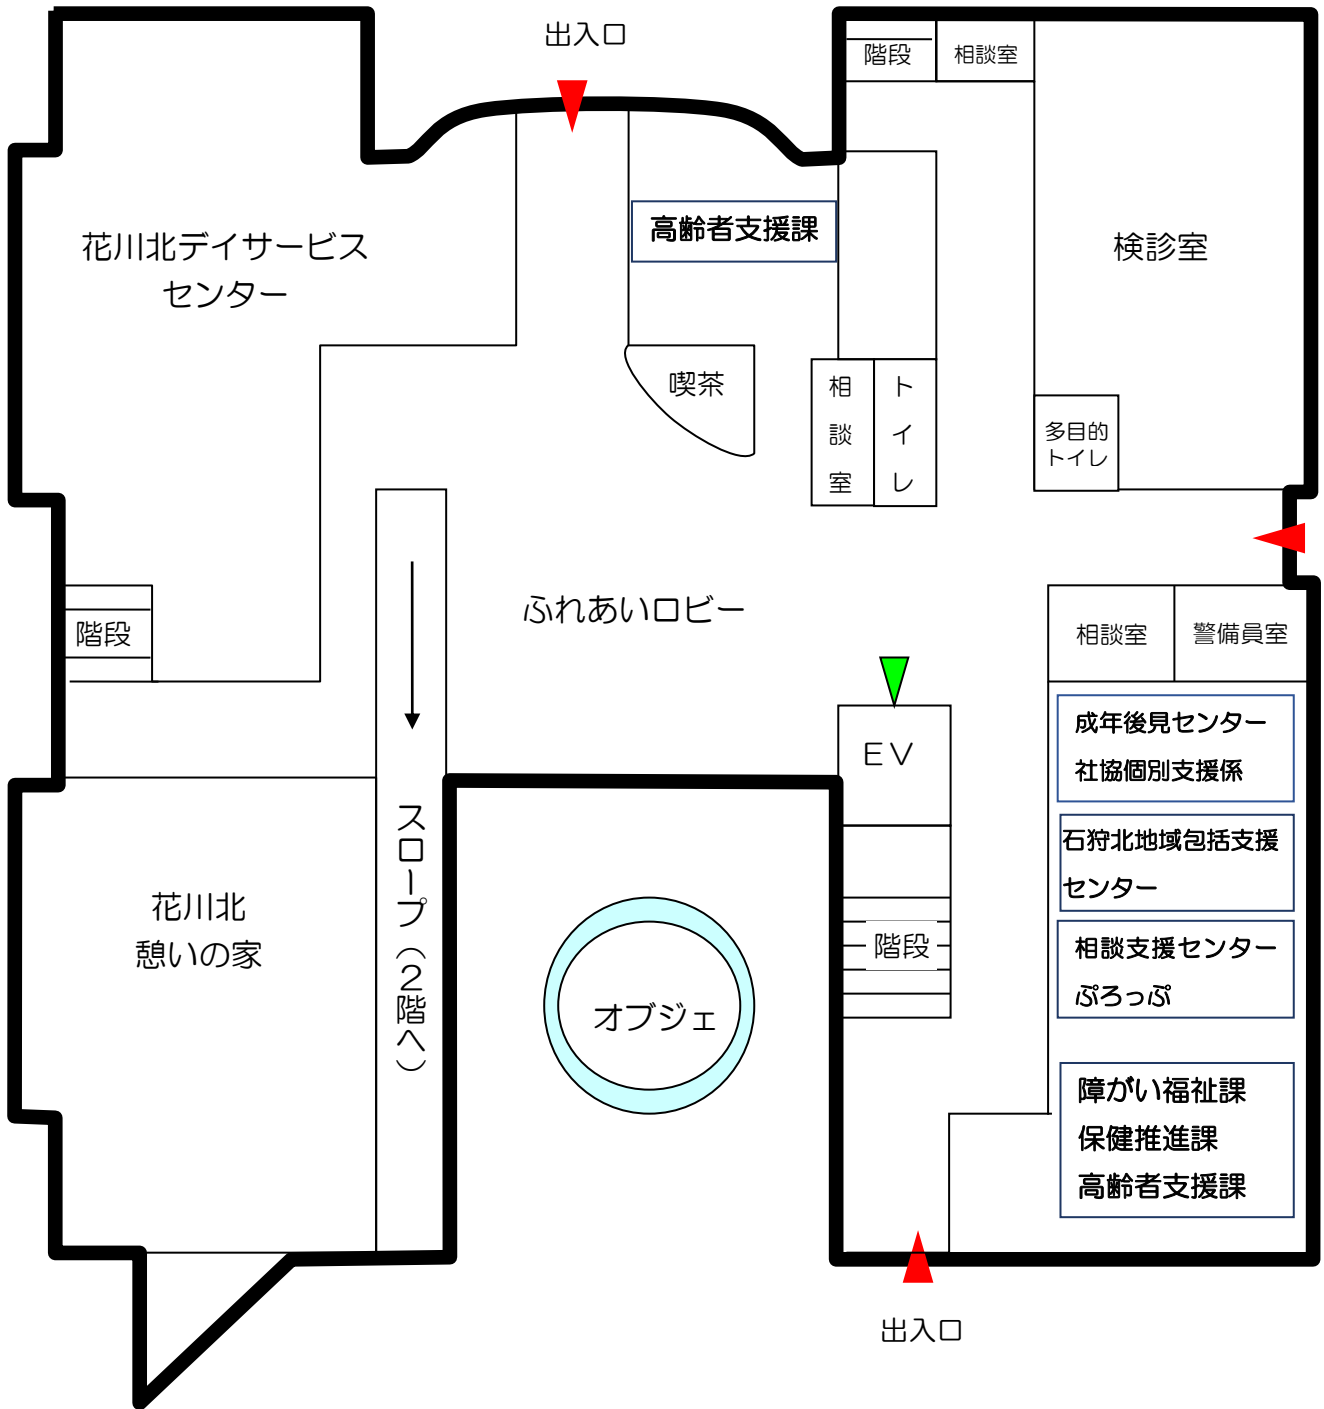 出入口
階段
相談室
高齢者支援課
花川北デイサービス
センター
検診室
喫茶
相談室
トイレ
多目的
トイレ
ふれあいロビー
階段
相談室
警備員室
成年後見センター
社協個別支援係
EV
スロープ（2階へ）
石狩北地域包括支援
センター
花川北
憩いの家
階段
相談支援センター
ぷろっぷ
オブジェ
障がい福祉課
保健推進課
高齢者支援課
出入口